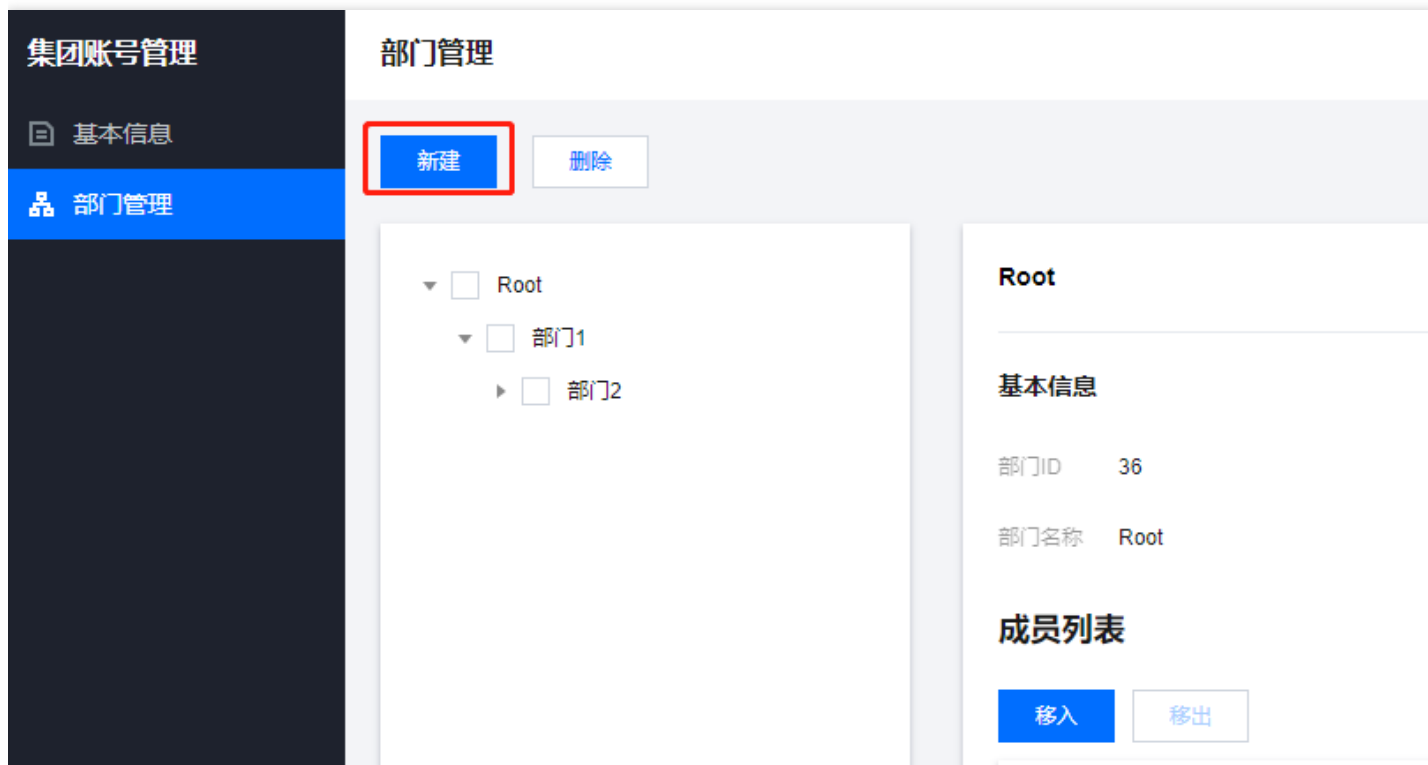 集团账号管理
基本信息
部门管理
部门管理
新建
删除
Root
部门1
部门2
Root
基本信息
部门ID 36
部门名称 Root
成员列表
移入
移出